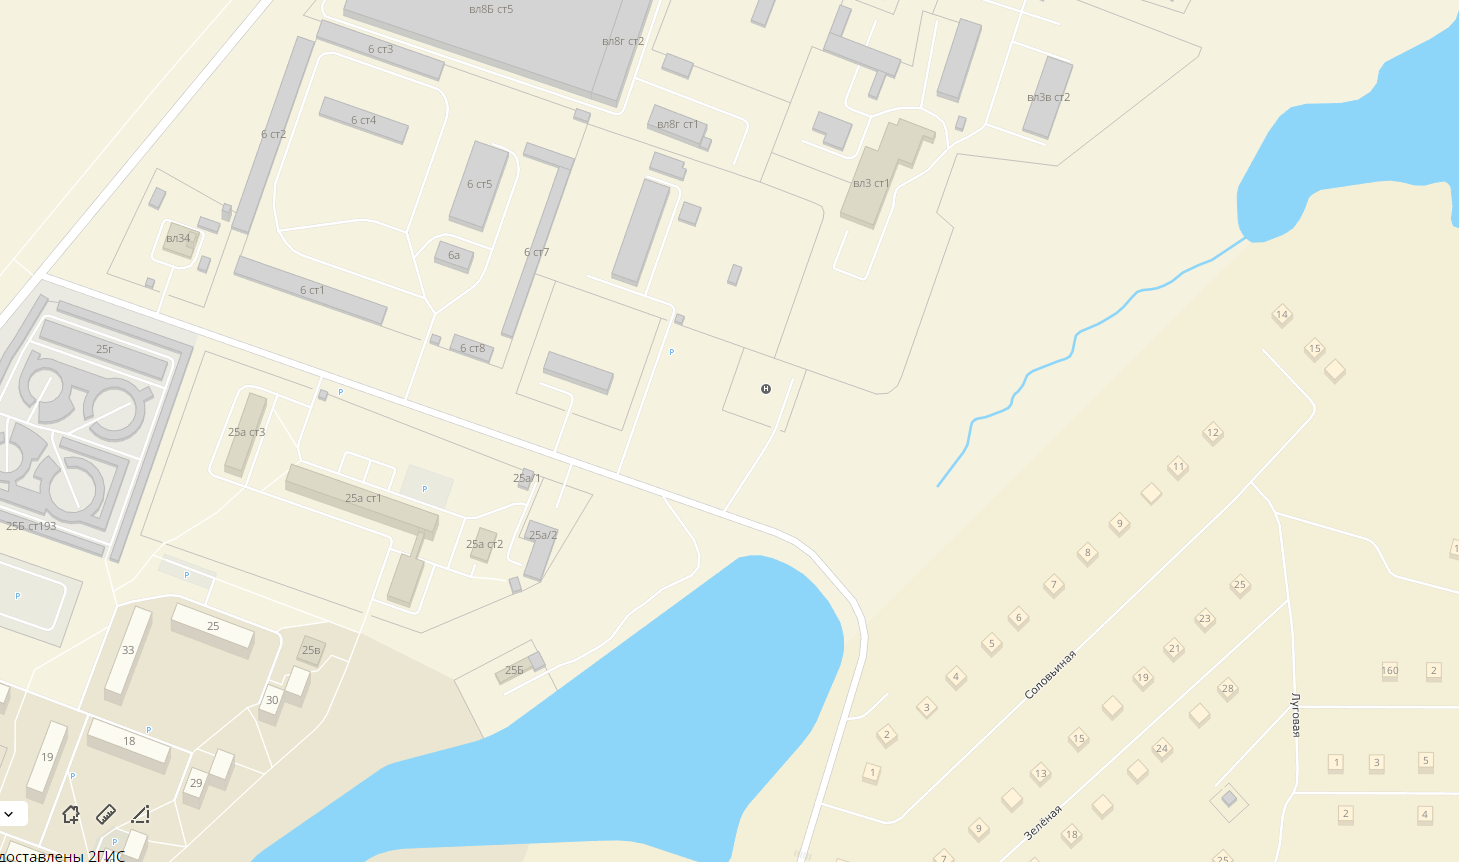 вл8Б ст5
вл8г ст2
6 ст3
вл3в ст2
6 ст4
вл8г ст1
6 ст2
6 ст5
вл3 ст1
вл34
6а
6 ст7
6 ст1
14
25г
6 ст8
P
15
H
P
25а ст3
12
11
25а/1
P
25а ст1
9
25Б ст193
25а/2
25а ст2
8
1
P
7
25
P
6
23
25
5
21
33
25в
25Б
4
19
160
2
28
Соловьиная
30
3
Луговая
P
2
15
18
24
19
1
3
5
P
13
1
29
2
4
Зелёная
9
18
P
7
25
доставлены 2ГИС